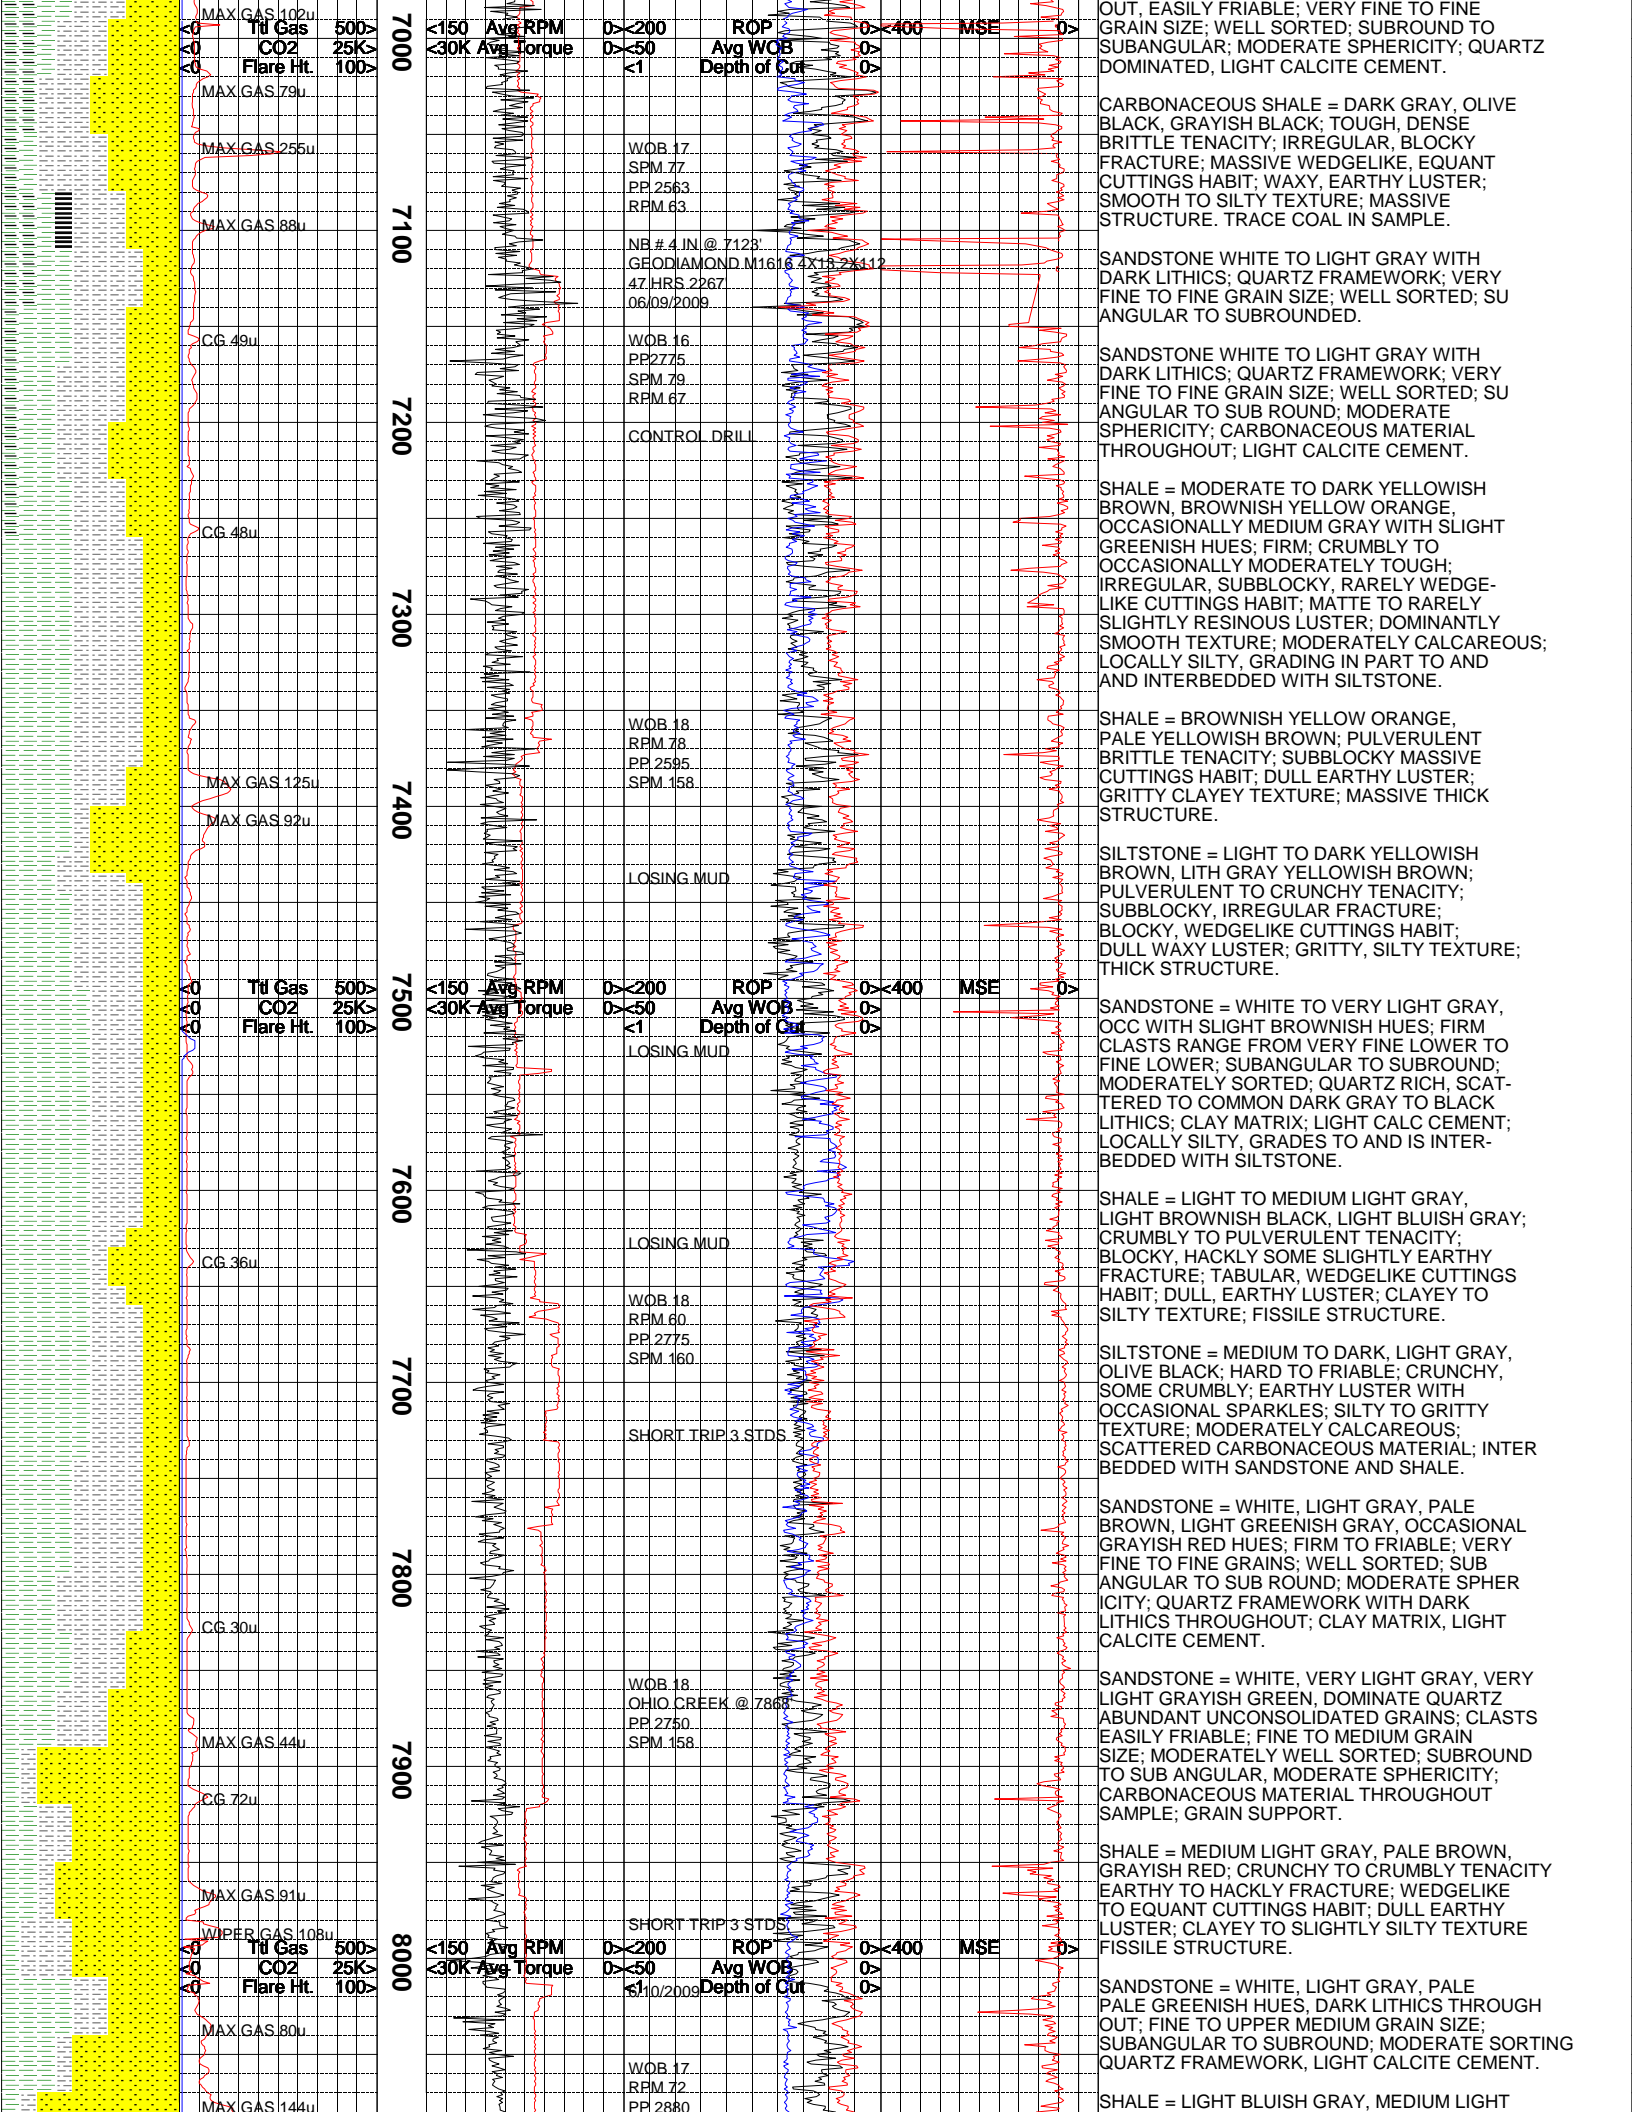 MAX GAS 102u
<0 Ttl Gas 500>
<0 CO2 25K>
<0 Flare Ht. 100>
MAX GAS 79u
MAX GAS 255u
MAX GAS 88u
CG 49u
CG 48u
MAX GAS 125u
MAX GAS 92u
<0 Ttl Gas 500>
<0 CO2 25K>
<0 Flare Ht. 100>
CG 36u
CG 30u
MAX GAS 44u
CG 72u
MAX GAS 91u
WIPER GAS 108u
<0 Ttl Gas 500>
<0 CO2 25K>
<0 Flare Ht. 100>
MAX GAS 80u
MAX GAS 144u
7000
7100
7200
7300
7400
7500
7600
7700
7800
7900
8000
<150 Avg RPM 0><200 ROP 0><400 MSE 0>
<30K Avg Torque 0><50 Avg WOB 0>
<1 Depth of Cut 0>
WOB 17
SPM 77
PP 2563
RPM 63
NB # 4 IN @ 7123'
GEODIAMOND M1616 4X13,2X112
47 HRS 2267'
06/09/2009
WOB 16
PP2775
SPM 79
RPM 67
CONTROL DRILL
WOB 18
RPM 78
PP 2595
SPM 158
LOSING MUD
<150 Avg RPM 0><200 ROP 0><400 MSE 0>
<30K Avg Torque 0><50 Avg WOB 0>
<1 Depth of Cut 0>
LOSING MUD
LOSING MUD
WOB 18
RPM 60
PP 2775
SPM 160
SHORT TRIP 3 STDS
WOB 18
OHIO CREEK @ 7868'
PP 2750
SPM 158
SHORT TRIP 3 STDS
<150 Avg RPM 0><200 ROP 0><400 MSE 0>
<30K Avg Torque 0><50 Avg WOB 0>
<1 Depth of Cut 0>
6/10/2009
WOB 17
RPM 72
PP 2880
OUT, EASILY FRIABLE; VERY FINE TO FINE
GRAIN SIZE; WELL SORTED; SUBROUND TO
SUBANGULAR; MODERATE SPHERICITY; QUARTZ
DOMINATED, LIGHT CALCITE CEMENT.
CARBONACEOUS SHALE = DARK GRAY, OLIVE
BLACK, GRAYISH BLACK; TOUGH, DENSE
BRITTLE TENACITY; IRREGULAR, BLOCKY
FRACTURE; MASSIVE WEDGELIKE, EQUANT
CUTTINGS HABIT; WAXY, EARTHY LUSTER;
SMOOTH TO SILTY TEXTURE; MASSIVE
STRUCTURE. TRACE COAL IN SAMPLE.
SANDSTONE WHITE TO LIGHT GRAY WITH
DARK LITHICS; QUARTZ FRAMEWORK; VERY
FINE TO FINE GRAIN SIZE; WELL SORTED; SU
ANGULAR TO SUBROUNDED.
SANDSTONE WHITE TO LIGHT GRAY WITH
DARK LITHICS; QUARTZ FRAMEWORK; VERY
FINE TO FINE GRAIN SIZE; WELL SORTED; SU
ANGULAR TO SUB ROUND; MODERATE
SPHERICITY; CARBONACEOUS MATERIAL
THROUGHOUT; LIGHT CALCITE CEMENT.
SHALE = MODERATE TO DARK YELLOWISH
BROWN, BROWNISH YELLOW ORANGE,
OCCASIONALLY MEDIUM GRAY WITH SLIGHT
GREENISH HUES; FIRM; CRUMBLY TO
OCCASIONALLY MODERATELY TOUGH;
IRREGULAR, SUBBLOCKY, RARELY WEDGE-
LIKE CUTTINGS HABIT; MATTE TO RARELY
SLIGHTLY RESINOUS LUSTER; DOMINANTLY
SMOOTH TEXTURE; MODERATELY CALCAREOUS;
LOCALLY SILTY, GRADING IN PART TO AND
AND INTERBEDDED WITH SILTSTONE.
SHALE = BROWNISH YELLOW ORANGE,
PALE YELLOWISH BROWN; PULVERULENT
BRITTLE TENACITY; SUBBLOCKY MASSIVE
CUTTINGS HABIT; DULL EARTHY LUSTER;
GRITTY CLAYEY TEXTURE; MASSIVE THICK
STRUCTURE.
SILTSTONE = LIGHT TO DARK YELLOWISH
BROWN, LITH GRAY YELLOWISH BROWN;
PULVERULENT TO CRUNCHY TENACITY;
SUBBLOCKY, IRREGULAR FRACTURE;
BLOCKY, WEDGELIKE CUTTINGS HABIT;
DULL WAXY LUSTER; GRITTY, SILTY TEXTURE;
THICK STRUCTURE.
SANDSTONE = WHITE TO VERY LIGHT GRAY,
OCC WITH SLIGHT BROWNISH HUES; FIRM
CLASTS RANGE FROM VERY FINE LOWER TO
FINE LOWER; SUBANGULAR TO SUBROUND;
MODERATELY SORTED; QUARTZ RICH, SCAT-
TERED TO COMMON DARK GRAY TO BLACK
LITHICS; CLAY MATRIX; LIGHT CALC CEMENT;
LOCALLY SILTY, GRADES TO AND IS INTER-
BEDDED WITH SILTSTONE.
SHALE = LIGHT TO MEDIUM LIGHT GRAY,
LIGHT BROWNISH BLACK, LIGHT BLUISH GRAY;
CRUMBLY TO PULVERULENT TENACITY;
BLOCKY, HACKLY SOME SLIGHTLY EARTHY
FRACTURE; TABULAR, WEDGELIKE CUTTINGS
HABIT; DULL, EARTHY LUSTER; CLAYEY TO
SILTY TEXTURE; FISSILE STRUCTURE.
SILTSTONE = MEDIUM TO DARK, LIGHT GRAY,
OLIVE BLACK; HARD TO FRIABLE; CRUNCHY,
SOME CRUMBLY; EARTHY LUSTER WITH
OCCASIONAL SPARKLES; SILTY TO GRITTY
TEXTURE; MODERATELY CALCAREOUS;
SCATTERED CARBONACEOUS MATERIAL; INTER
BEDDED WITH SANDSTONE AND SHALE.
SANDSTONE = WHITE, LIGHT GRAY, PALE
BROWN, LIGHT GREENISH GRAY, OCCASIONAL
GRAYISH RED HUES; FIRM TO FRIABLE; VERY
FINE TO FINE GRAINS; WELL SORTED; SUB
ANGULAR TO SUB ROUND; MODERATE SPHER
ICITY; QUARTZ FRAMEWORK WITH DARK
LITHICS THROUGHOUT; CLAY MATRIX, LIGHT
CALCITE CEMENT.
SANDSTONE = WHITE, VERY LIGHT GRAY, VERY
LIGHT GRAYISH GREEN, DOMINATE QUARTZ
ABUNDANT UNCONSOLIDATED GRAINS; CLASTS
EASILY FRIABLE; FINE TO MEDIUM GRAIN
SIZE; MODERATELY WELL SORTED; SUBROUND
TO SUB ANGULAR, MODERATE SPHERICITY;
CARBONACEOUS MATERIAL THROUGHOUT
SAMPLE; GRAIN SUPPORT.
SHALE = MEDIUM LIGHT GRAY, PALE BROWN,
GRAYISH RED; CRUNCHY TO CRUMBLY TENACITY
EARTHY TO HACKLY FRACTURE; WEDGELIKE
TO EQUANT CUTTINGS HABIT; DULL EARTHY
LUSTER; CLAYEY TO SLIGHTLY SILTY TEXTURE
FISSILE STRUCTURE.
SANDSTONE = WHITE, LIGHT GRAY, PALE
PALE GREENISH HUES, DARK LITHICS THROUGH
OUT; FINE TO UPPER MEDIUM GRAIN SIZE;
SUBANGULAR TO SUBROUND; MODERATE SORTING
QUARTZ FRAMEWORK, LIGHT CALCITE CEMENT.
SHALE = LIGHT BLUISH GRAY, MEDIUM LIGHT